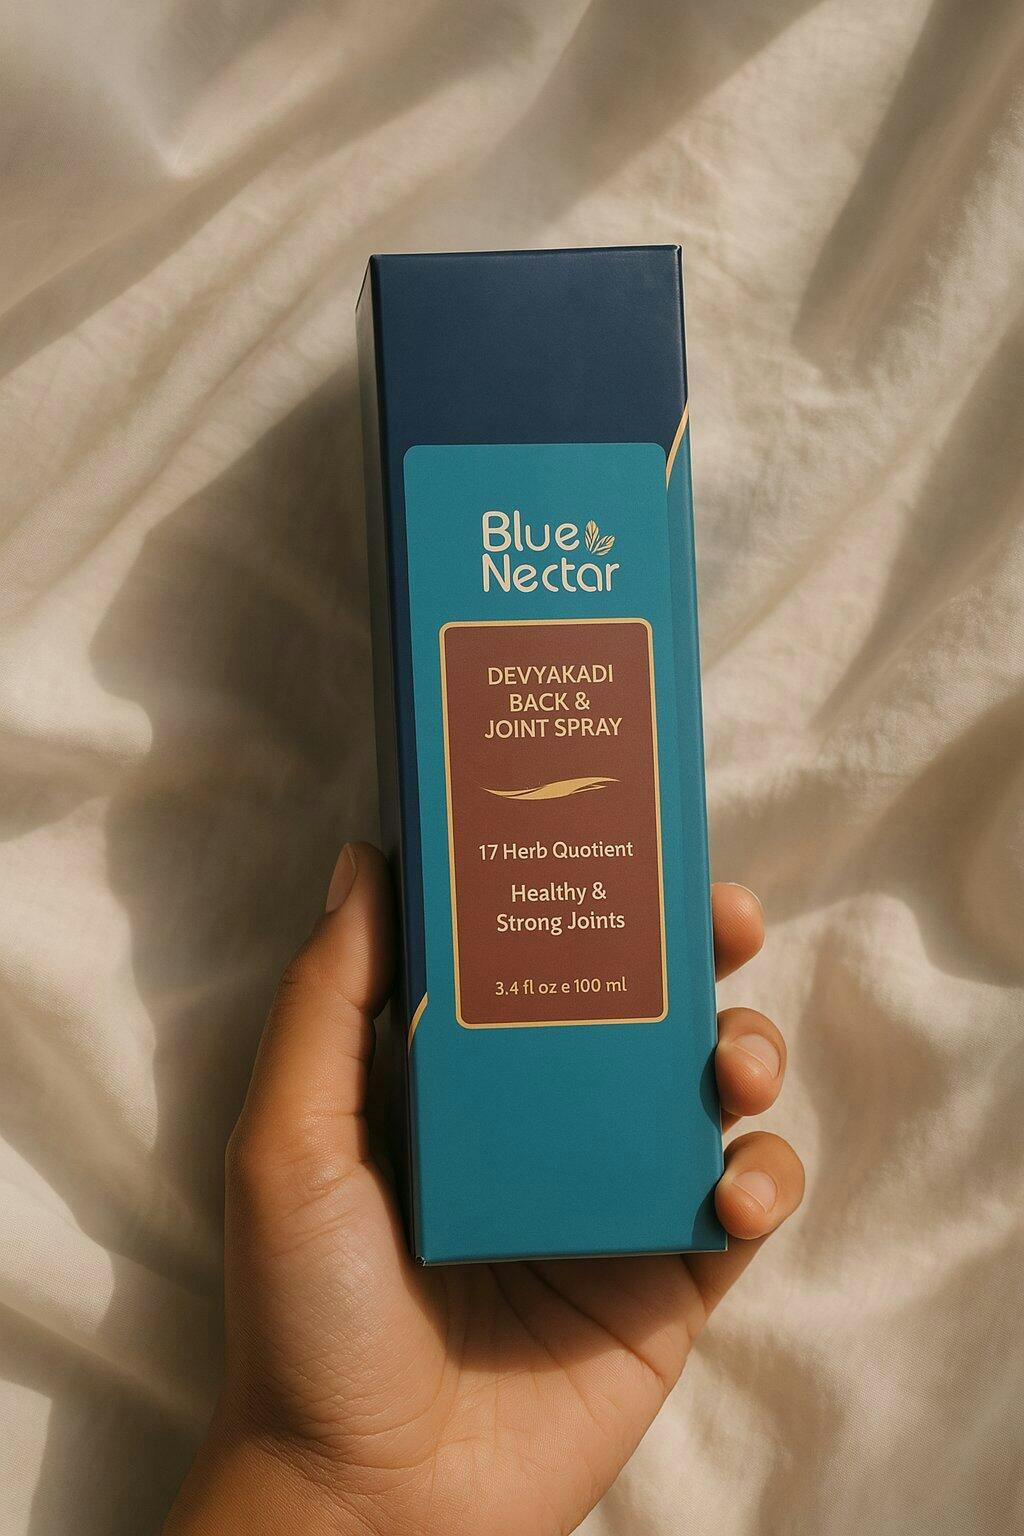 Blue
Nectar
DEVYAKADI
BACK &
JOINT SPRAY
17 Herb Quotient
Healthy &
Strong Joints
3.4 fl oz e 100 ml